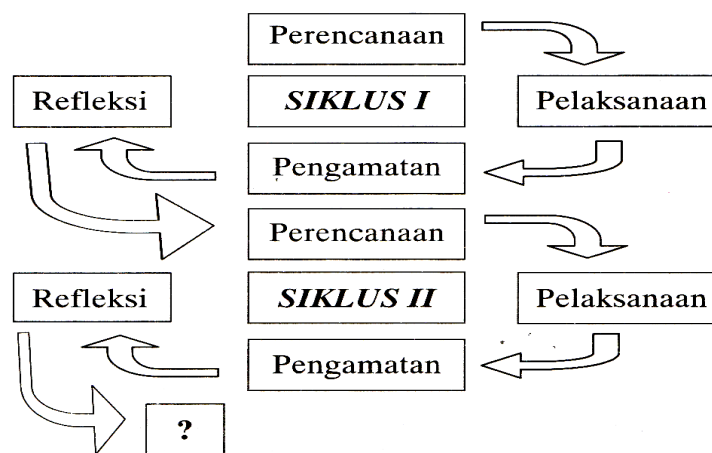 Perencanaan
Refleksi
SIKLUS I
Pelaksanaan
Pengamatan
Perencanaan
Refleksi
SIKLUS II
Pelaksanaan
Pengamatan
?